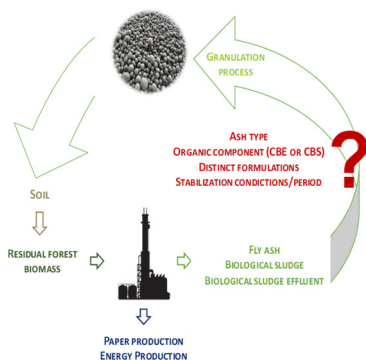 GRANULATION
PROCESS
ASH TYPE
ORGANIC COMPONENT (CBE OR CBS)
DISTINCT FORMULATIONS
STABILIZATION CONDICTIONS/PERIOD
?
SOIL
RESIDUAL FOREST
BIOMASS
FLY ASH
BIOLOGICAL SLUDGE
BIOLOGICAL SLUDGE EFFLUENT
PAPER PRODUCTION
ENERGY PRODUCTION